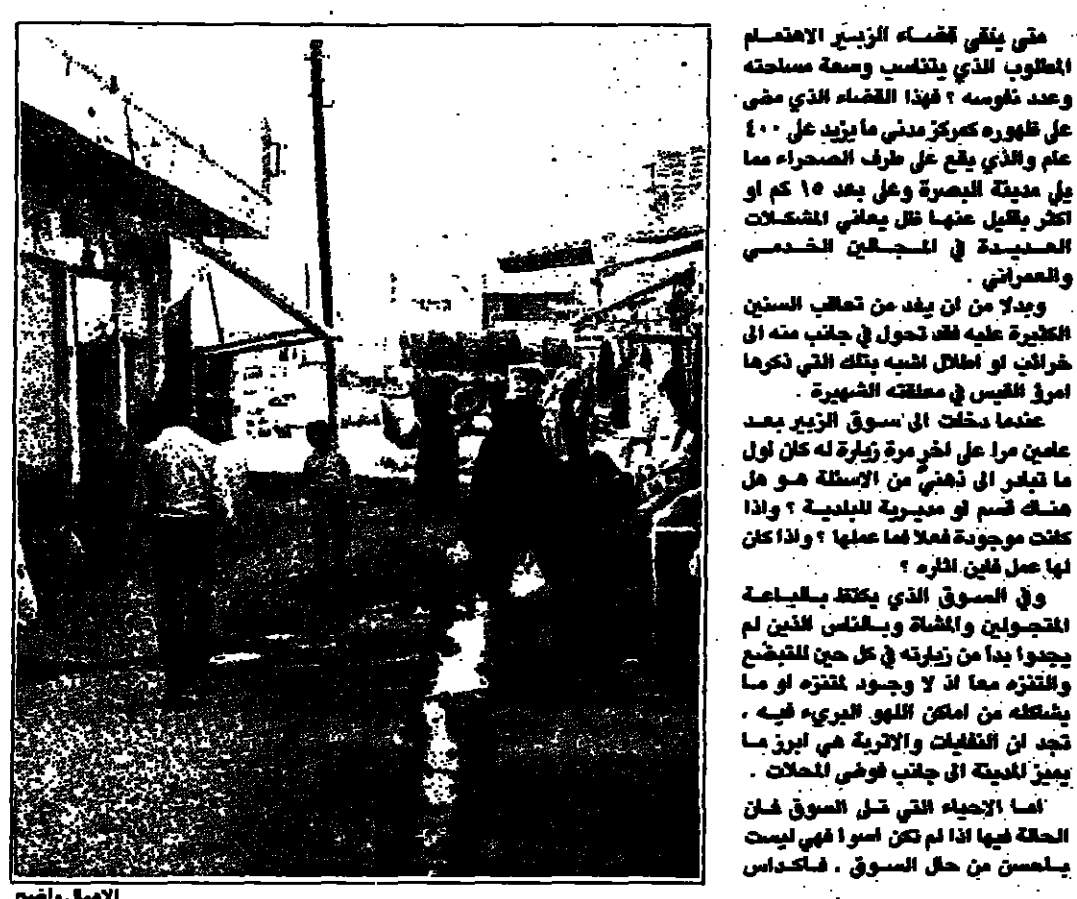 متى يلقى قضاء الزبير الاهتمام
المطلوب الذي يتناسب وسعة مساحته
وعدد نفوسه ؟ فهذا القضاء الذي مضى
على ظهوره كمركز مدني ما يزيد على ٤٠٠
عام والذي يقع على طرف الصحراء مما
يلي مدينة البصرة وعلى بعد ١٥ كم او
اكثر بقليل عنها ظل يعاني المشكلات
العديدة في المجالين الخدمي
والعمراني .
وبدلا من ان يفد من تعاقب السنين
الكثيرة عليه فقد تحول في جانب منه الى
خرائب او اطلال اشبه بتلك التي ذكرها
امرؤ القيس في معلقته الشهيرة .
عندما دخلت الى سوق الزبير بعد
عامين مرا على اخر مرة زيارة له كان اول
ما تبادر الى ذهني من الاسئلة هو هل
هناك قسم او مديرية للبلدية ؟ واذا
كانت موجودة فعلا فما عملها ؟ واذا كان
لها عمل فاين اثاره ؟
وفي السوق الذي يكتظ بالباعة
المتجولين والمشاة وبالناس الذين لم
يجدوا بدا من زيارته في كل حين للتبضع
والتنزه معا اذ لا وجود لمتنزه او ما
يشاكله من اماكن اللهو البريء فيه .
تجد ان النفايات والاتربة هي ابرز ما
يميز المدينة الى جانب فوضى المحلات .
اما الاحياء التي تلي السوق فان
الحالة فيها اذا لم تكن اسوا فهي ليست
باحسن من حال السوق . فاكداس
الاهمال واضح